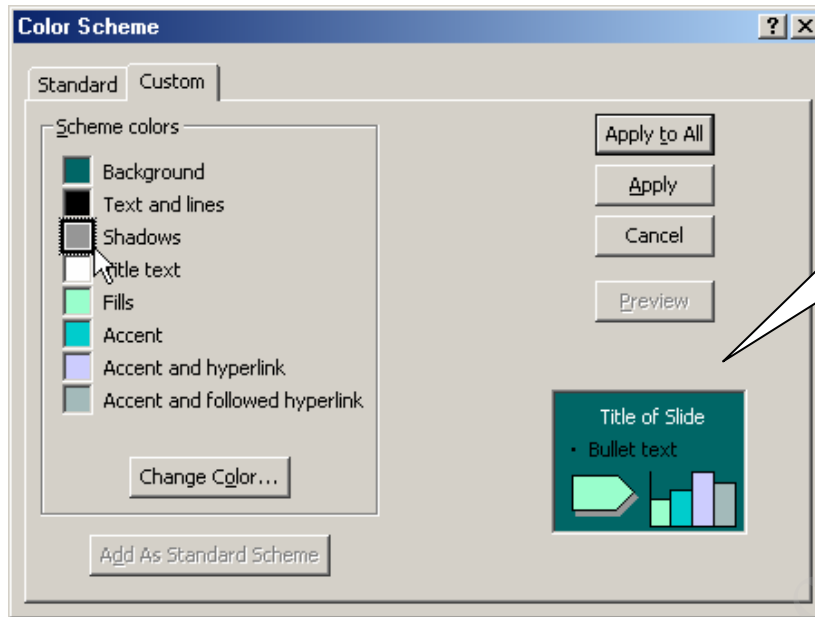 Color Scheme
Standard
Custom
Scheme colors
Background
Text and lines
Shadows
Title text
Fills
Accent
Accent and hyperlink
Accent and followed hyperlink
Change Color...
Add As Standard Scheme
Apply to All
Apply
Cancel
Preview
Title of Slide
• Bullet text